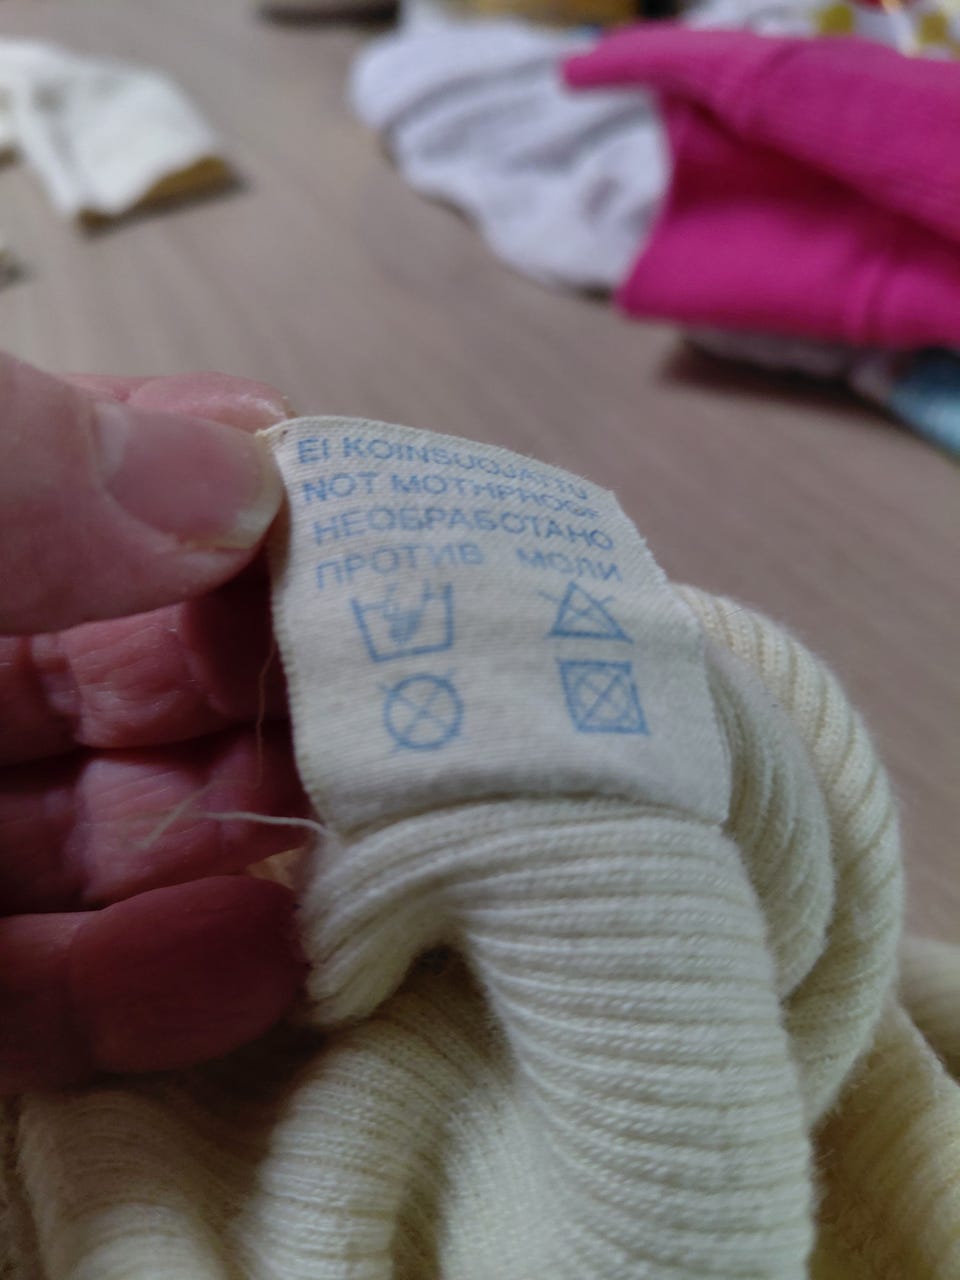 EI KOINSUOJATTU
NOT MOTHPROOF
НЕОБРАБОТАНО
ПРОТИВ МОЛИ